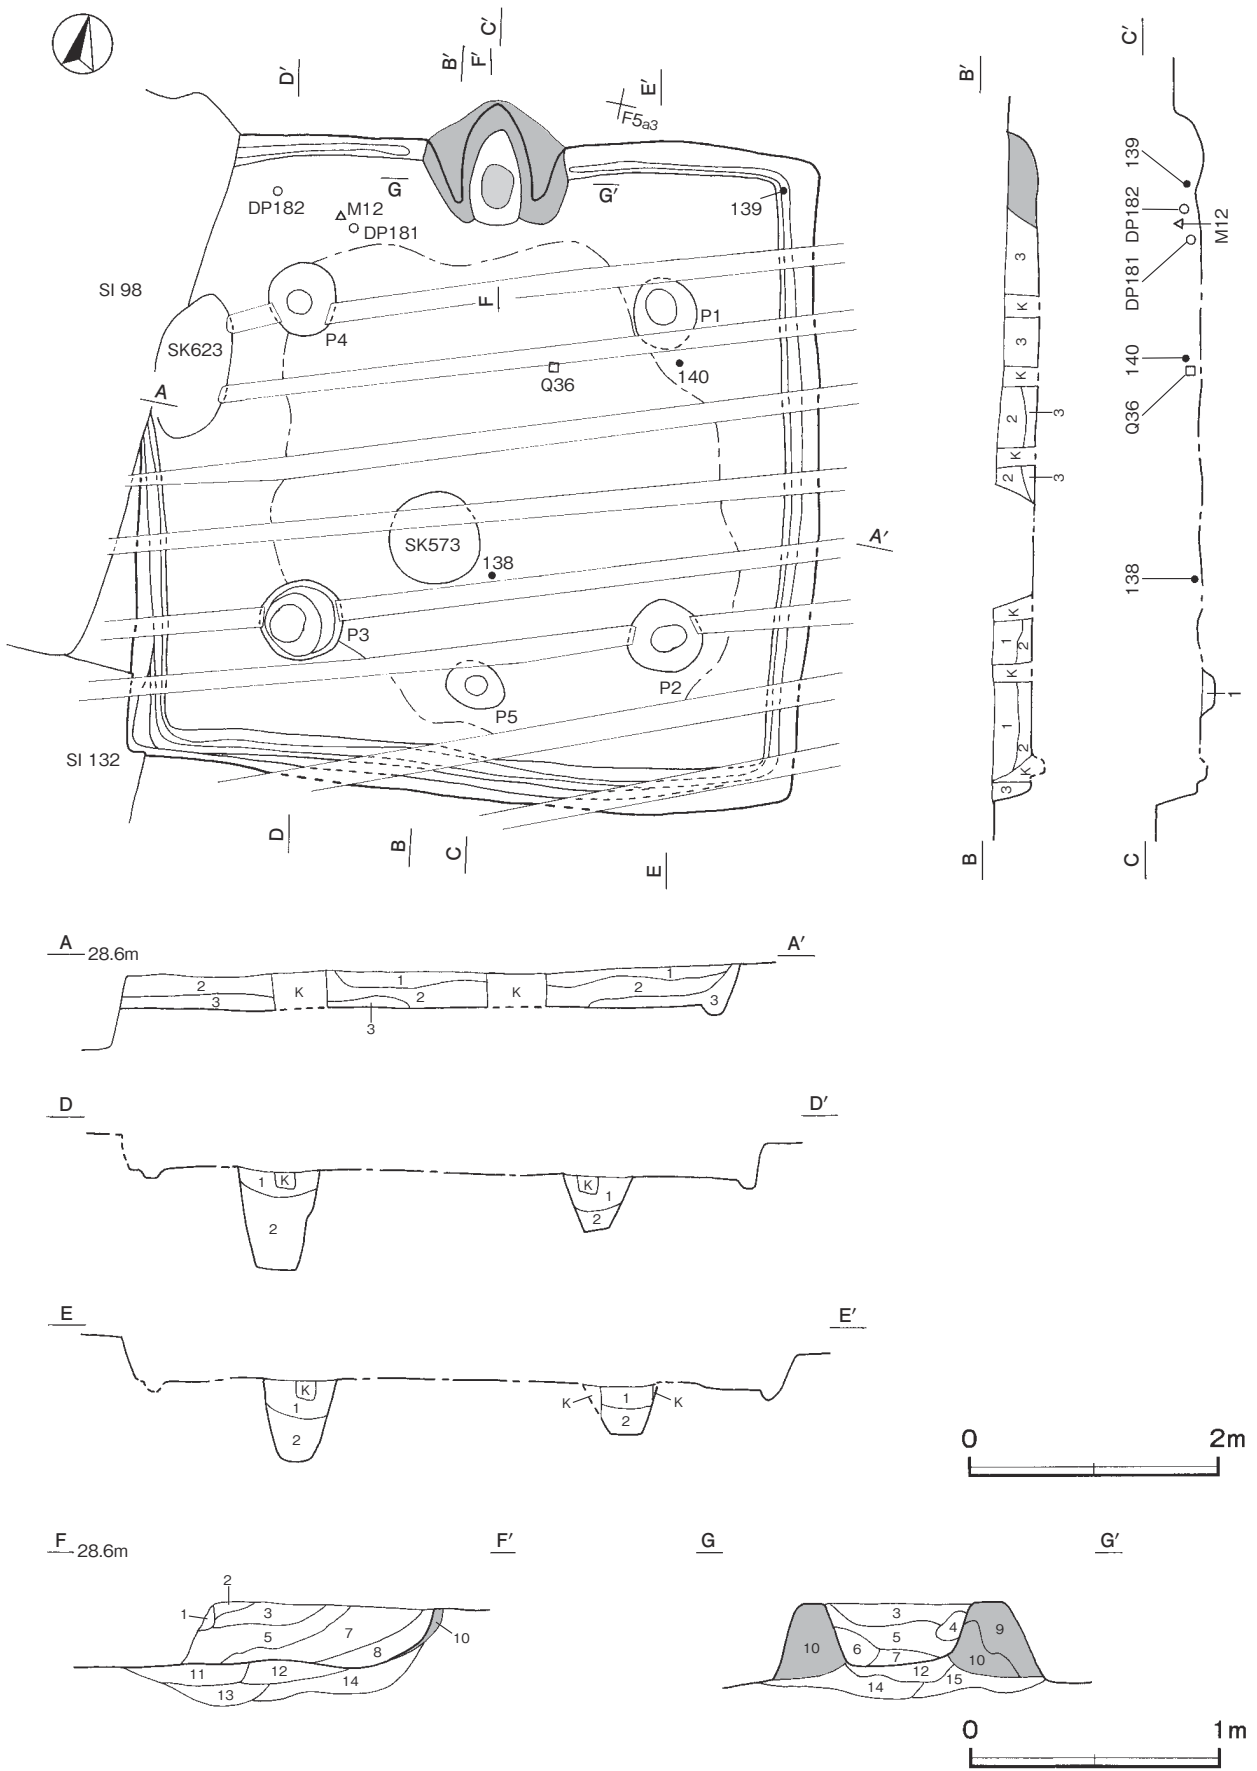 C'
B' F'
D'
E'
F5a3
G G'
DP182
M12
DP181
139
SI 98
F
P4
P1
SK623
Q36
140
A
SK573
138
A'
P3
P2
P5
SI 132
D
B
C
E
B'
3
K
3
K
2 3
K
2 3
K
1 2
K
1
2
K
3
B
C'
139
DP182
M12
DP181
140
Q36
138
1
C
A 28.6m A'
2 3 K 1 2 3 K 1 2 3
D D'
1 K 2 K 1 2
E E'
K 1 2 K 1 2 K
0 2m
F 28.6m F'
1 2 3 5 7 8 10 11 12 13 14
G G'
3 4 5 6 7 9 10 10 12 14 15
0 1m